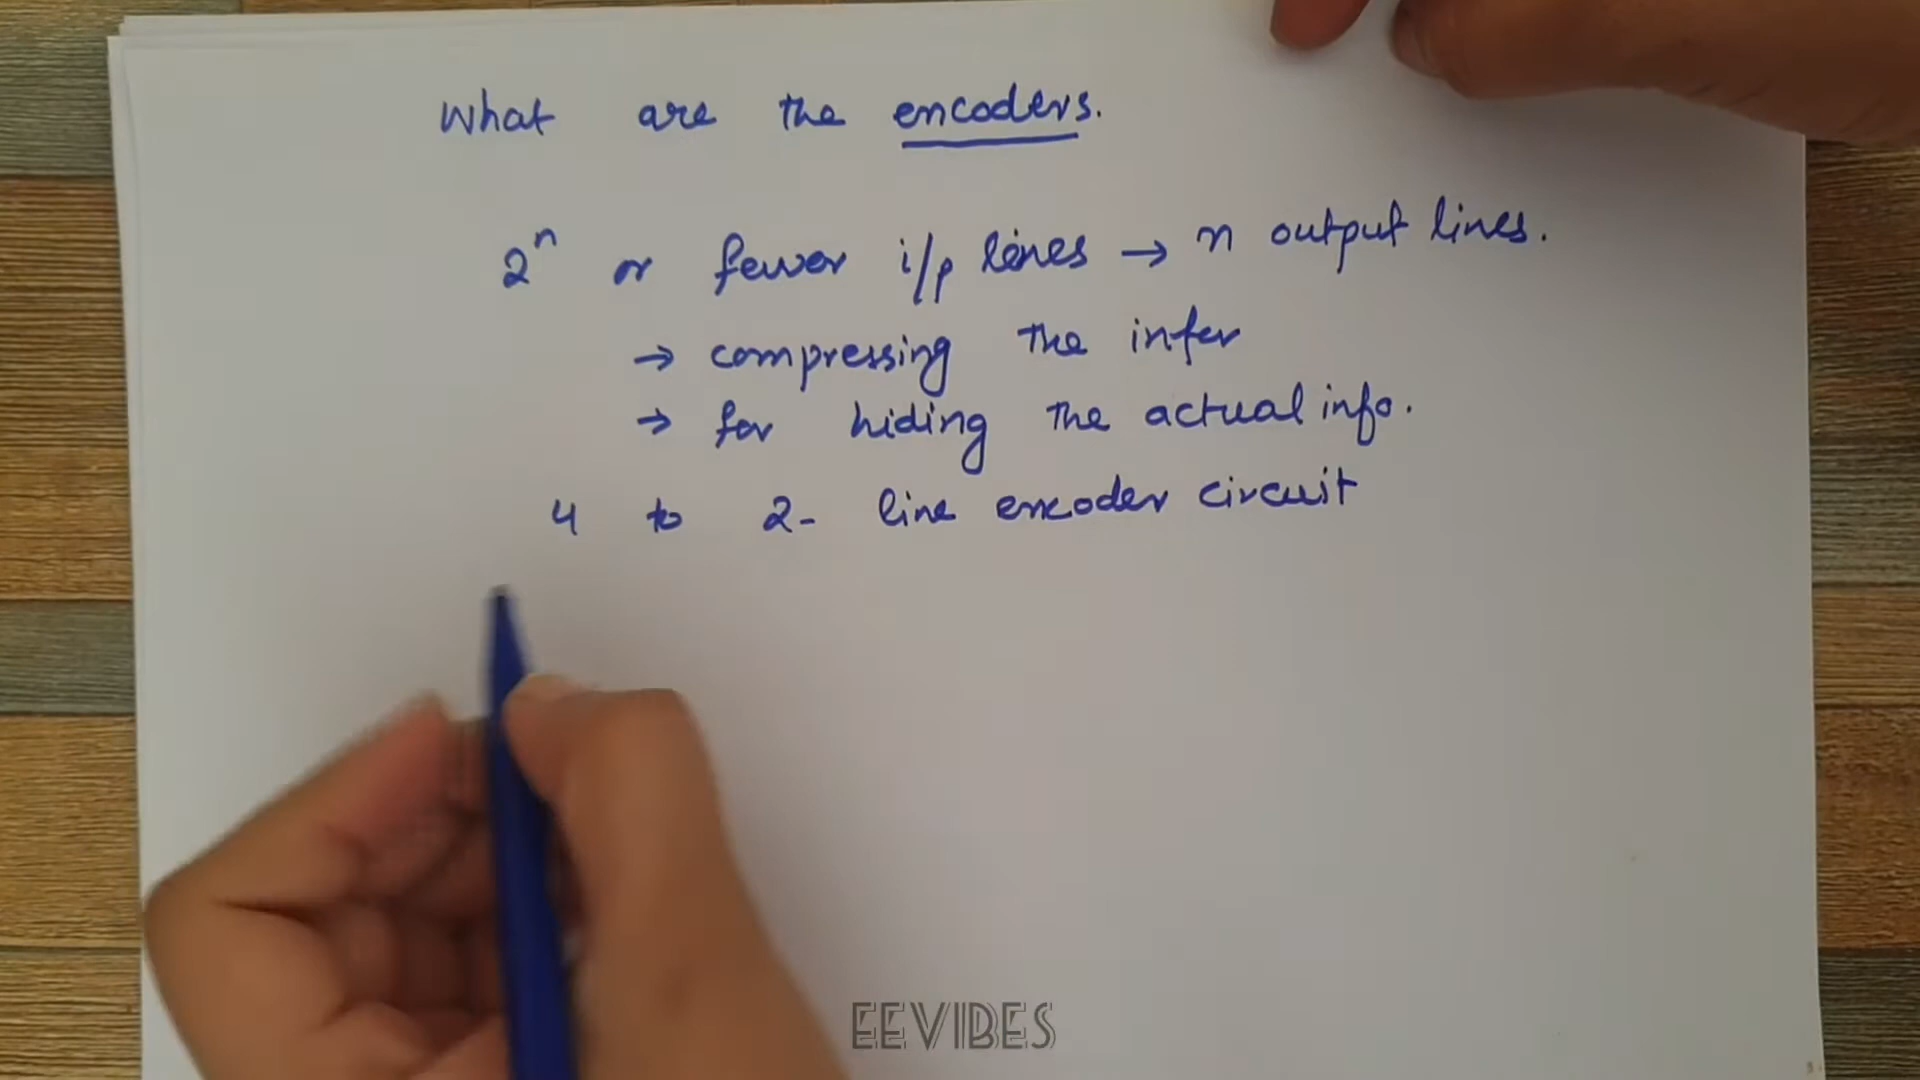 What are the encoders.
2^n or fewer i/p lines → n output lines.
→ compressing the infor
→ for hiding the actual info.
4 to 2- line encoder circuit
EEVIBES